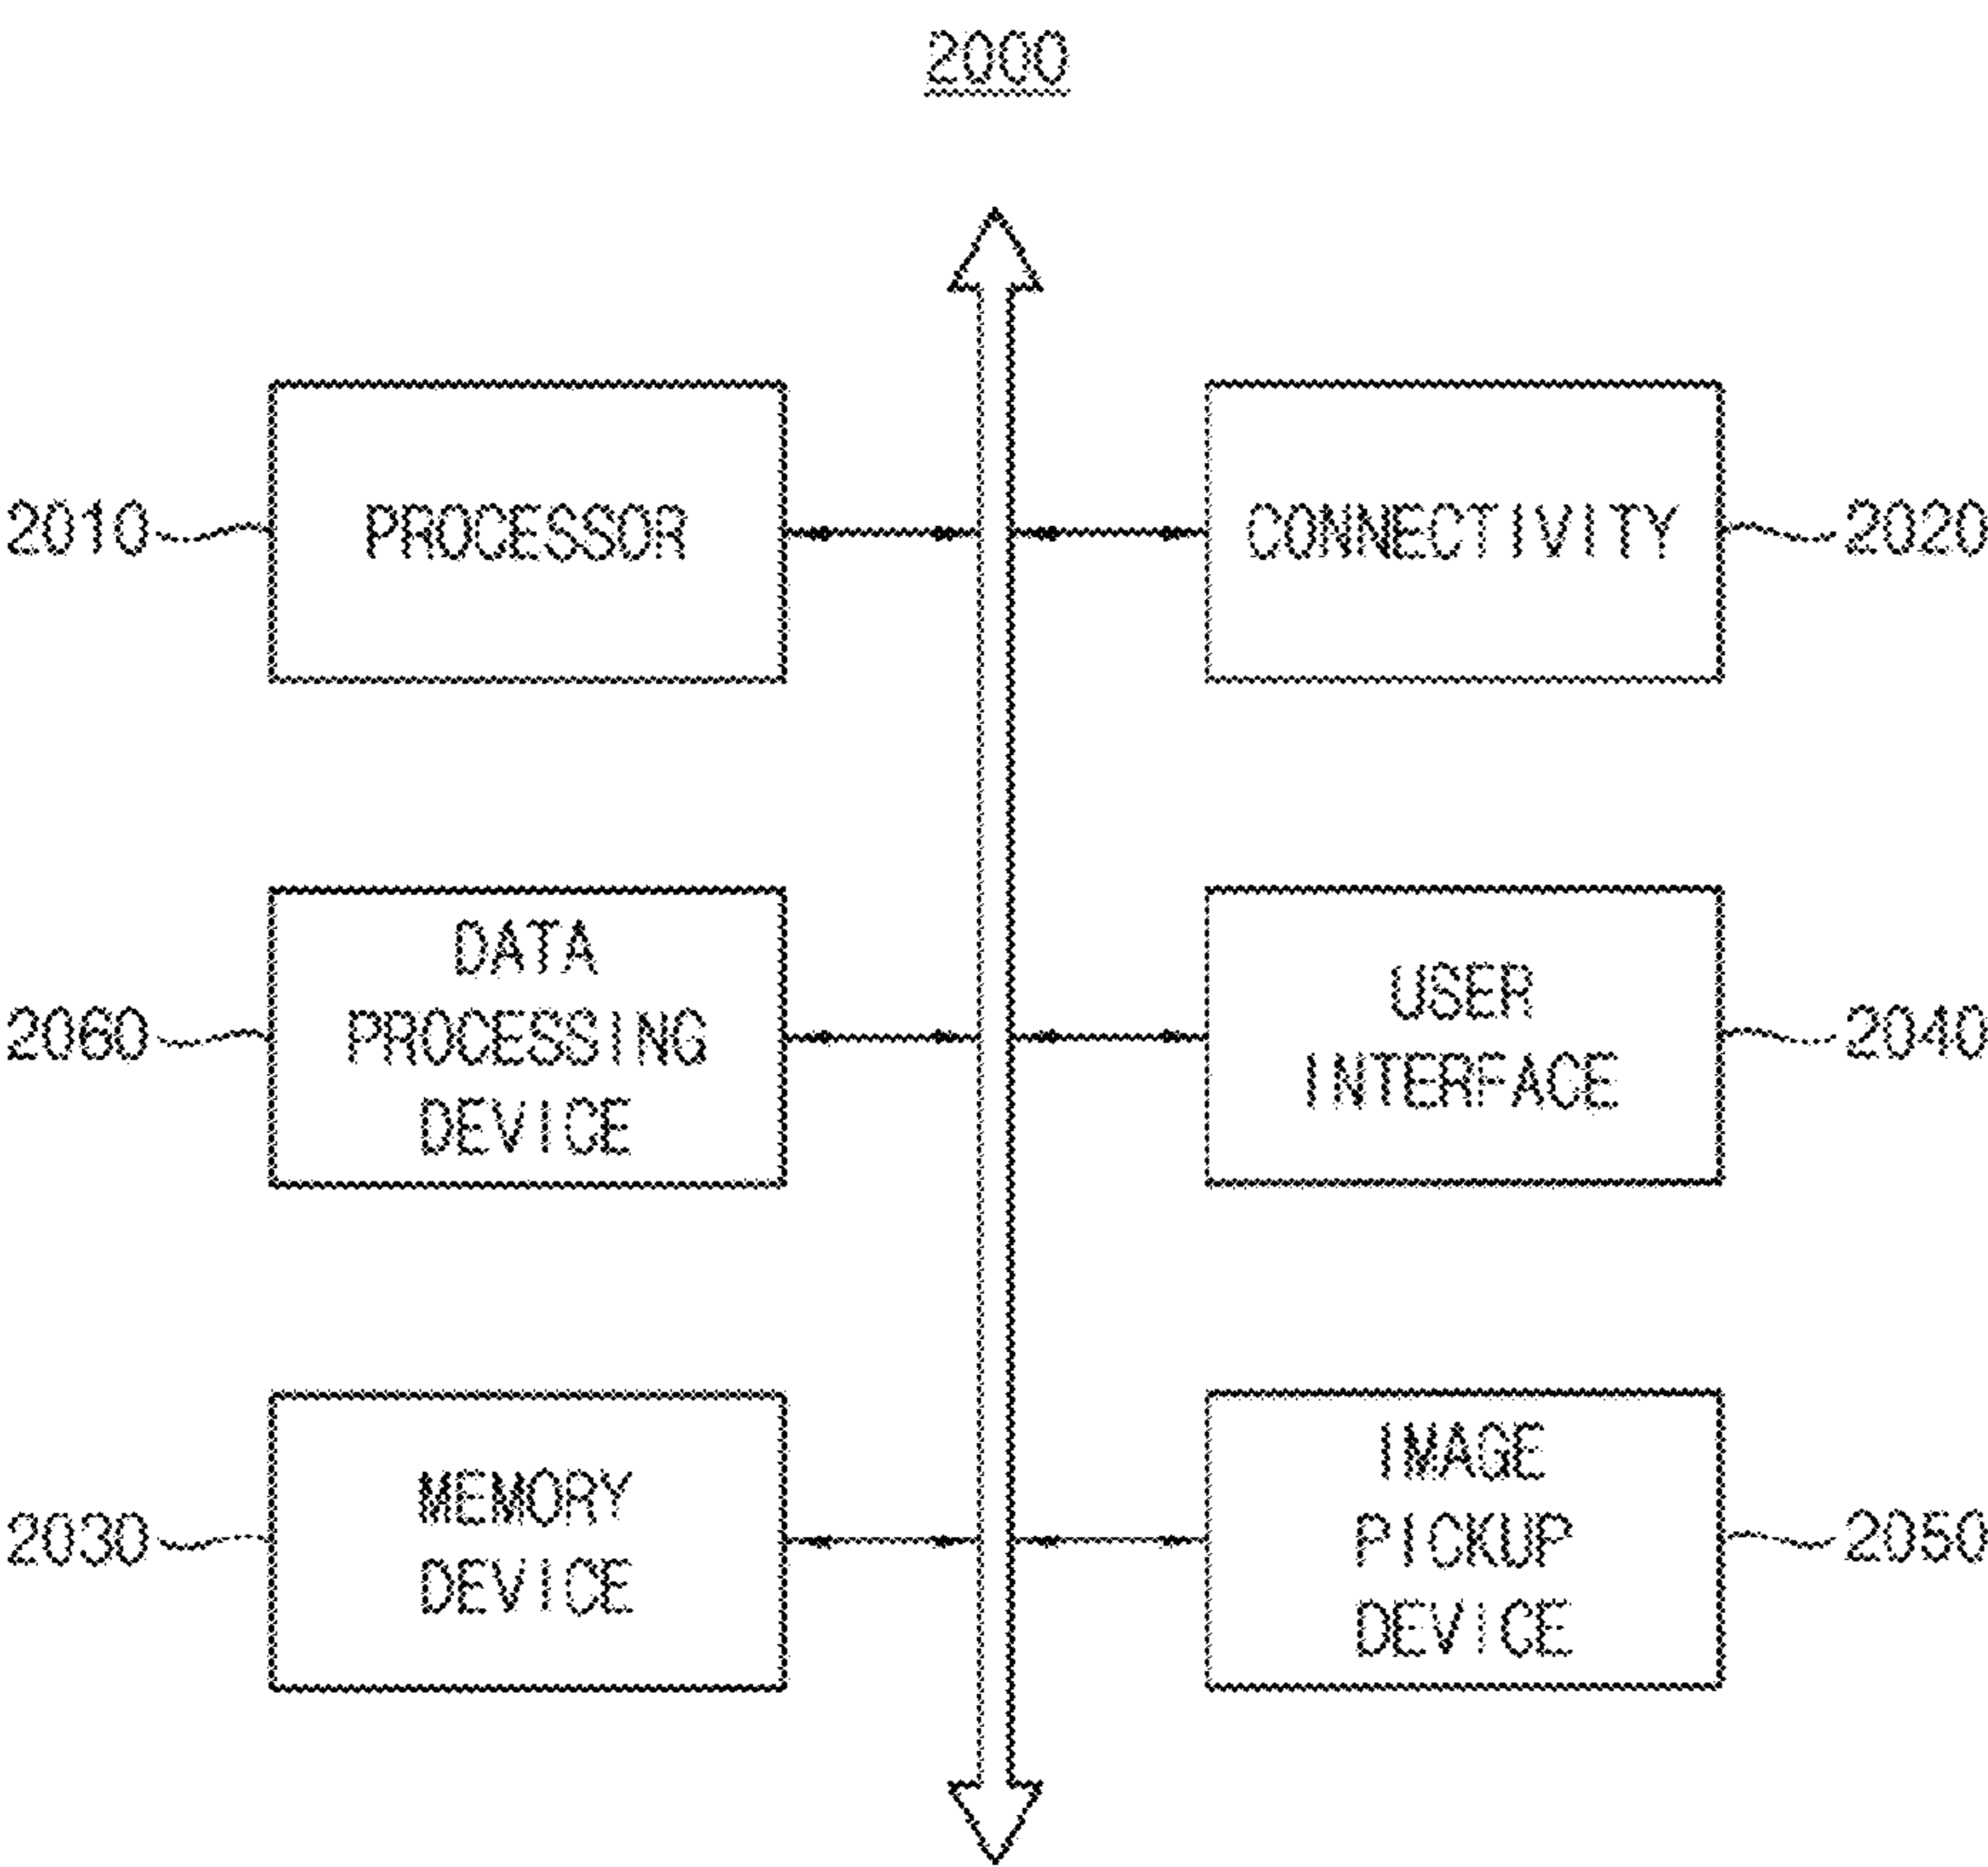 2000
2010
PROCESSOR
CONNECTIVITY
2020
2060
DATA
PROCESSING
DEVICE
USER
INTERFACE
2040
2030
MEMORY
DEVICE
IMAGE
PICKUP
DEVICE
2050